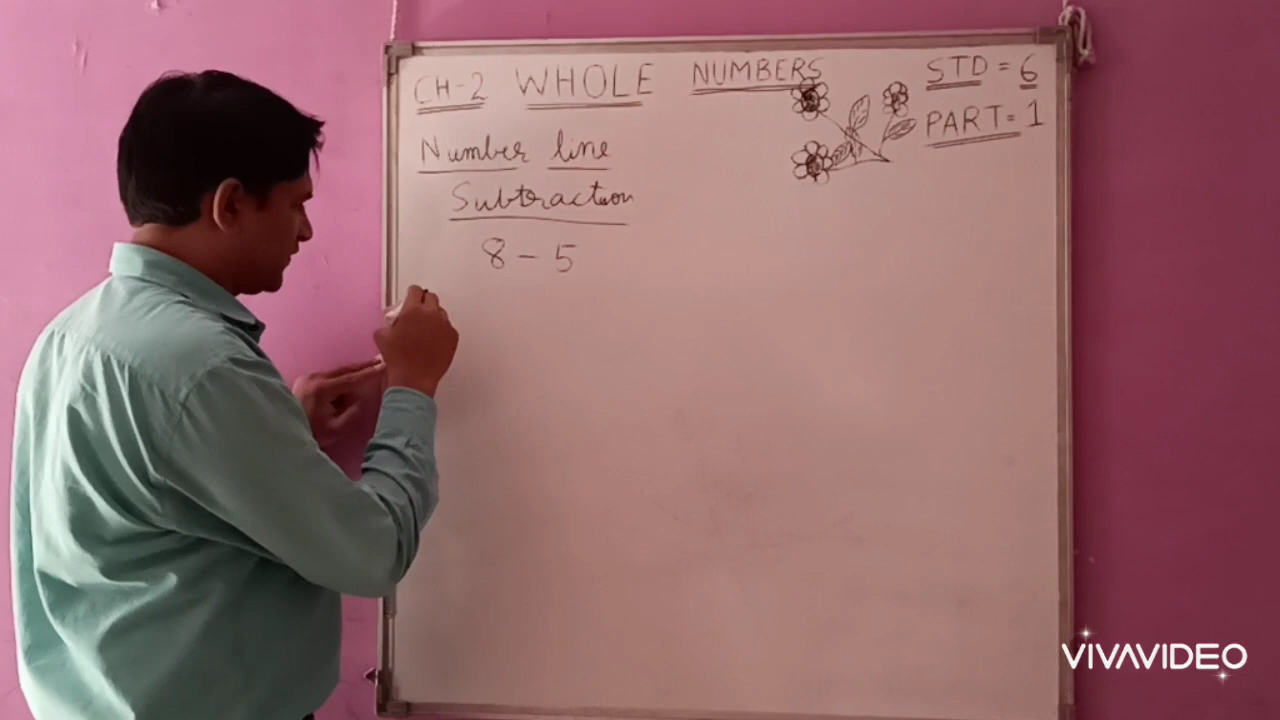 CH-2 WHOLE NUMBERS
STD = 6
PART = 1
Number line
Subtraction
8 - 5
VIVAVIDEO